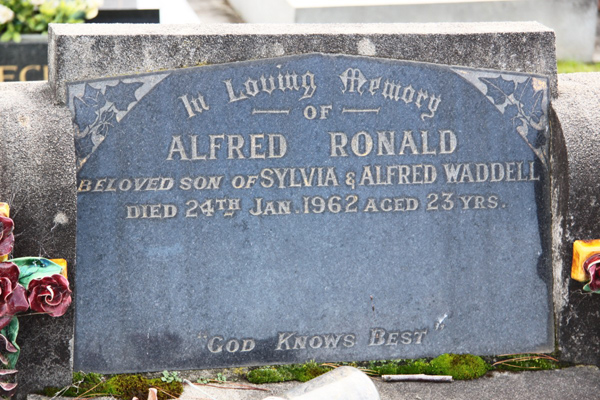 In Loving Memory
OF
ALFRED RONALD
BELOVED SON OF SYLVIA & ALFRED WADDELL
DIED 24TH JAN. 1962 AGED 23 YRS.
"GOD KNOWS BEST"